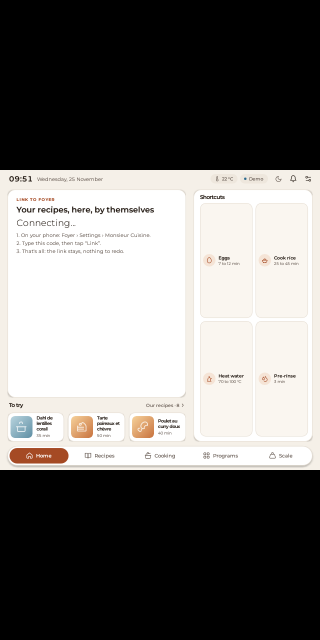 09:51 Wednesday, 25 November
22 °C
Demo
LINK TO FOYER
Your recipes, here, by themselves
Connecting…
1. On your phone: Foyer › Settings › Monsieur Cuisine.
2. Type this code, then tap "Link".
3. That's all: the link stays, nothing to redo.
To try
Our recipes · 8 ›
Dahl de
lentilles
corail
35 min
Tarte
poireaux et
chèvre
50 min
Poulet au
curry doux
40 min
Shortcuts
Eggs
7 to 12 min
Cook rice
25 to 45 min
Heat water
70 to 100 °C
Pre-rinse
3 min
Home
Recipes
Cooking
Programs
Scale